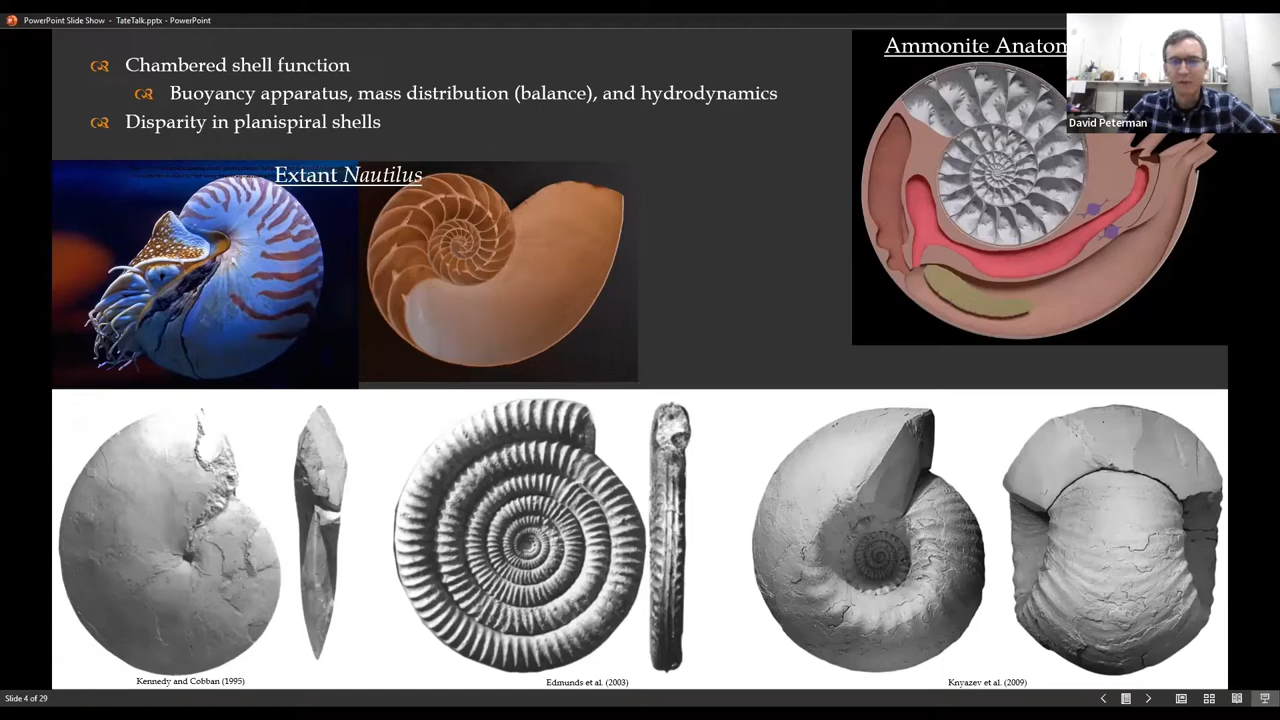 PowerPoint Slide Show - TateTalk.pptx - PowerPoint
Chambered shell function
Buoyancy apparatus, mass distribution (balance), and hydrodynamics
Disparity in planispiral shells
Ammonite Anatom
David Peterman
Extant Nautilus
Kennedy and Cobban (1995)
Edmunds et al. (2003)
Knyazev et al. (2009)
Slide 4 of 29